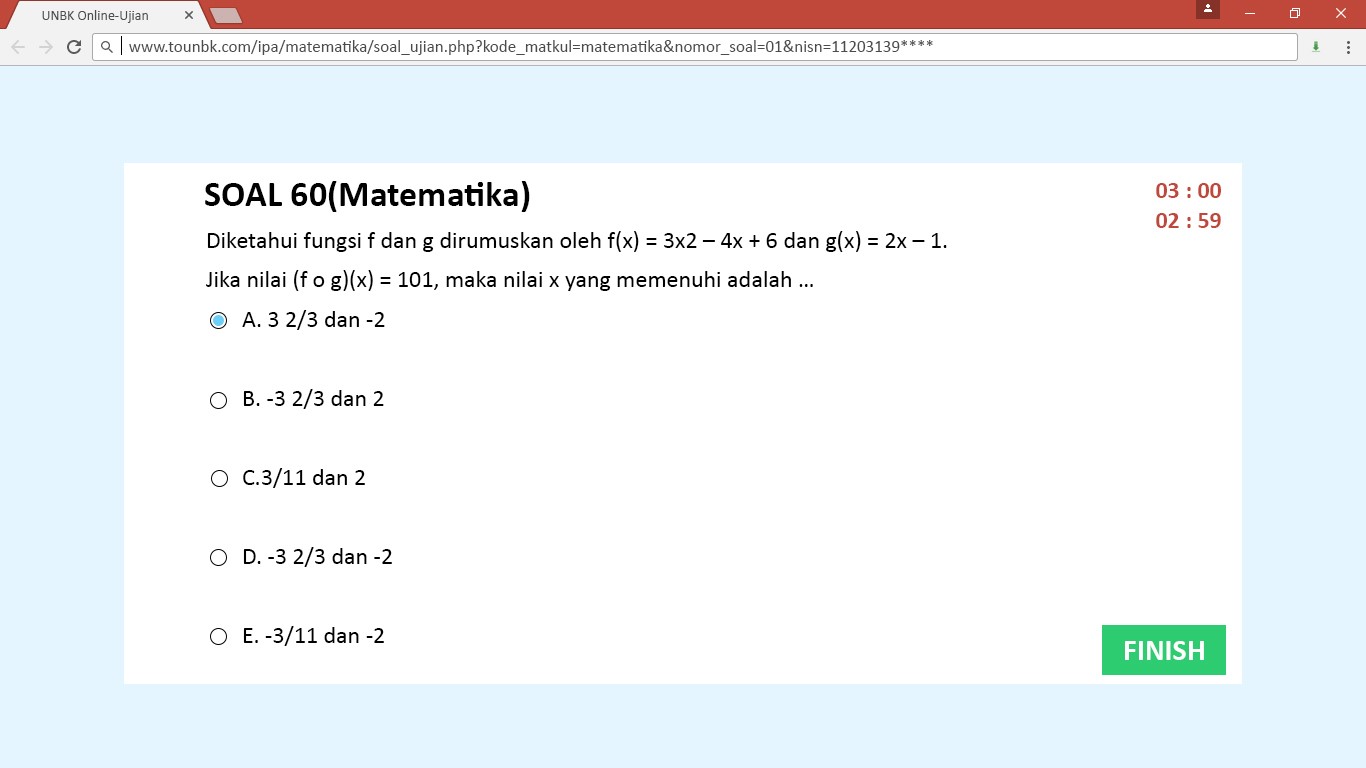 UNBK Online-Ujian
www.tounbk.com/ipa/matematika/soal_ujian.php?kode_matkul=matematika&nomor_soal=01&nisn=11203139****
SOAL 60(Matematika)
03 : 00
02 : 59
Diketahui fungsi f dan g dirumuskan oleh f(x) = 3x2 – 4x + 6 dan g(x) = 2x – 1.
Jika nilai (f o g)(x) = 101, maka nilai x yang memenuhi adalah ...
A. 3 2/3 dan -2
B. -3 2/3 dan 2
C.3/11 dan 2
D. -3 2/3 dan -2
E. -3/11 dan -2
FINISH